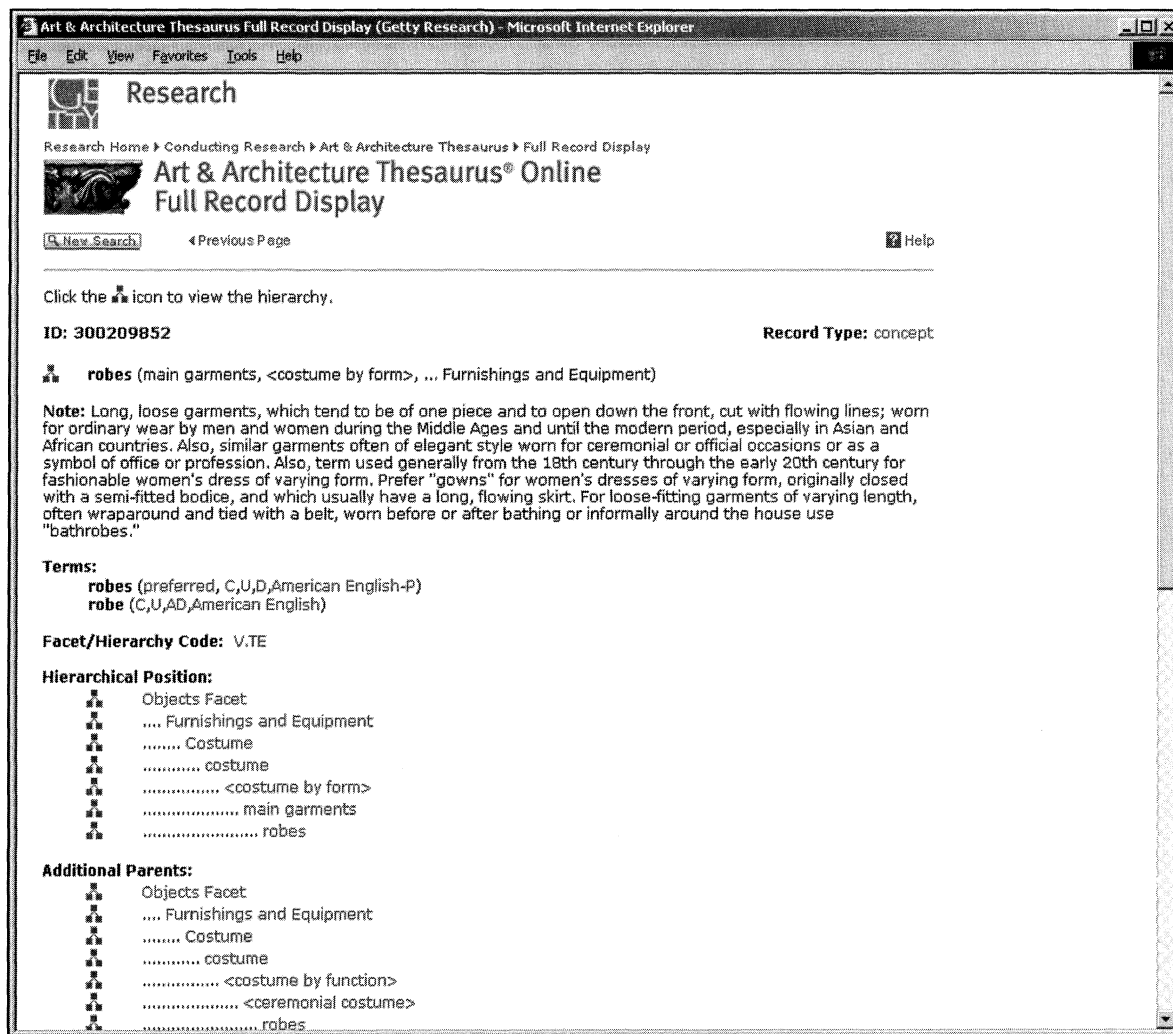 Art & Architecture Thesaurus Full Record Display (Getty Research) - Microsoft Internet Explorer
File Edit View Favorites Tools Help
GE
TTY
Research
Research Home Conducting Research Art & Architecture Thesaurus Full Record Display
Art & Architecture Thesaurus® Online
Full Record Display
New Search Previous Page ? Help
Click the icon to view the hierarchy.
ID: 300209852 Record Type: concept
robes (main garments, <costume by form>, ... Furnishings and Equipment)
Note: Long, loose garments, which tend to be of one piece and to open down the front, cut with flowing lines; worn
for ordinary wear by men and women during the Middle Ages and until the modern period, especially in Asian and
African countries. Also, similar garments often of elegant style worn for ceremonial or official occasions or as a
symbol of office or profession. Also, term used generally from the 18th century through the early 20th century for
fashionable women's dress of varying form. Prefer "gowns" for women's dresses of varying form, originally closed
with a semi-fitted bodice, and which usually have a long, flowing skirt. For loose-fitting garments of varying length,
often wraparound and tied with a belt, worn before or after bathing or informally around the house use
"bathrobes."
Terms:
robes (preferred, C,U,D,American English-P)
robe (C,U,AD,American English)
Facet/Hierarchy Code: V.TE
Hierarchical Position:
Objects Facet
.... Furnishings and Equipment
........ Costume
............ costume
................ <costume by form>
.................... main garments
........................ robes
Additional Parents:
Objects Facet
.... Furnishings and Equipment
........ Costume
............ costume
................ <costume by function>
.................... <ceremonial costume>
........................ robes